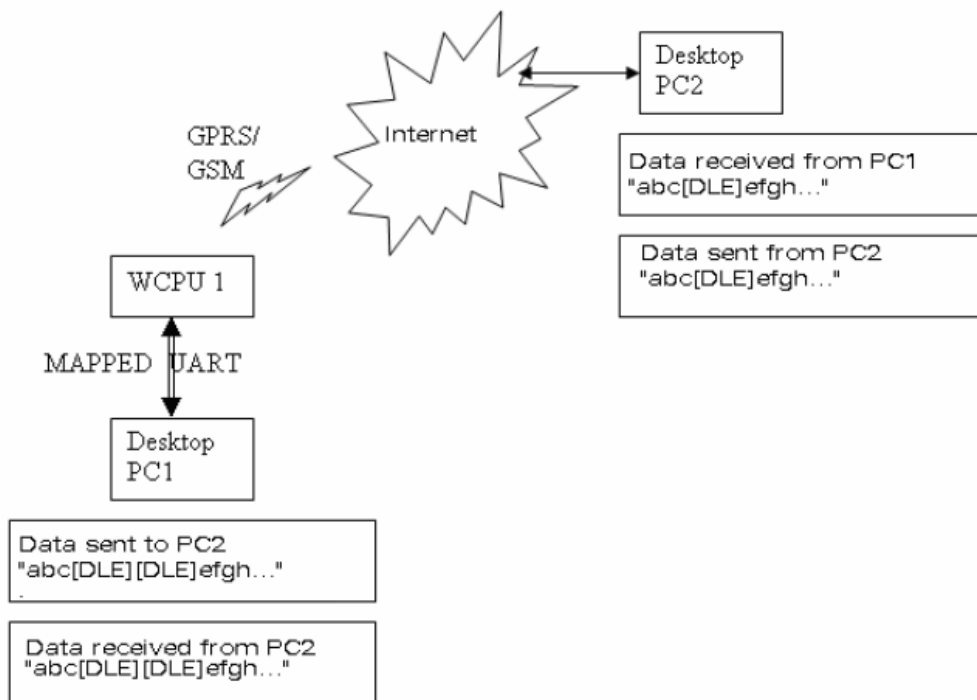 Desktop
PC2
Internet
GPRS/
GSM
Data received from PC1
"abc[DLE]efgh..."
Data sent from PC2
"abc[DLE]efgh..."
WCPU 1
MAPPED UART
Desktop
PC1
Data sent to PC2
"abc[DLE][DLE]efgh..."
.
Data received from PC2
"abc[DLE][DLE]efgh..."